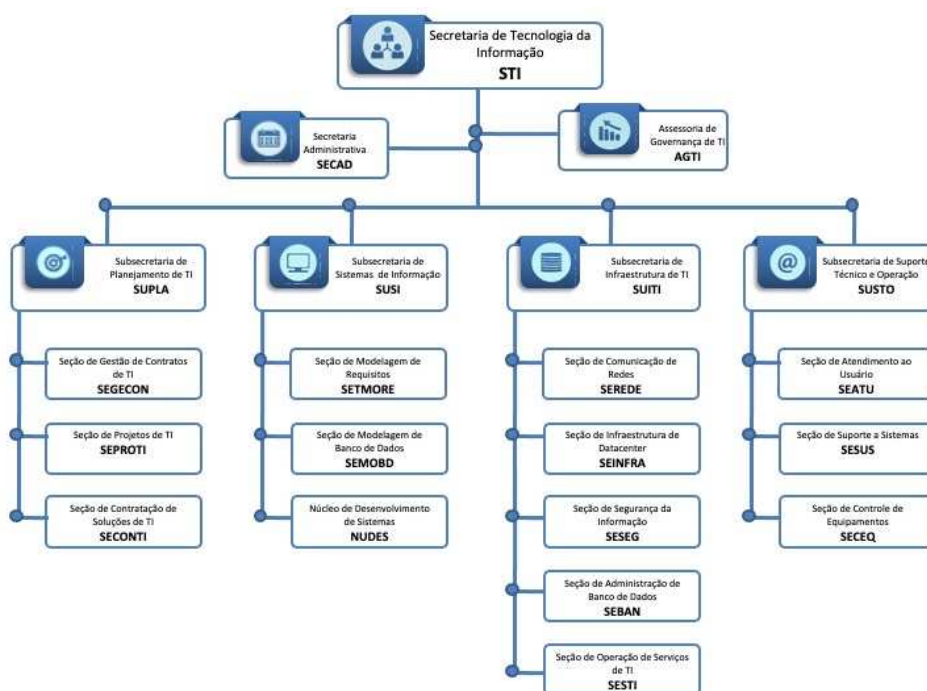 Secretaria de Tecnologia da
Informação
STI
Secretaria
Administrativa
SECAD
Assessoria de
Governança de TI
AGTI
Subsecretaria de
Planejamento de TI
SUPLA
Subsecretaria de
Sistemas de Informação
SUSI
Subsecretaria de
Infraestrutura de TI
SUITI
Subsecretaria de Suporte
Técnico e Operação
SUSTO
Seção de Gestão de Contratos
de TI
SEGECON
Seção de Projetos de TI
SEPROTI
Seção de Contratação de
Soluções de TI
SECONTI
Seção de Modelagem de
Requisitos
SETMORE
Seção de Modelagem de
Banco de Dados
SEMOBD
Núcleo de Desenvolvimento
de Sistemas
NUDES
Seção de Comunicação de
Redes
SEREDE
Seção de Infraestrutura de
Datacenter
SEINFRA
Seção de Segurança da
Informação
SESEG
Seção de Administração de
Banco de Dados
SEBAN
Seção de Operação de Serviços
de TI
SESTI
Seção de Atendimento ao
Usuário
SEATU
Seção de Suporte a Sistemas
SESUS
Seção de Controle de
Equipamentos
SECEQ